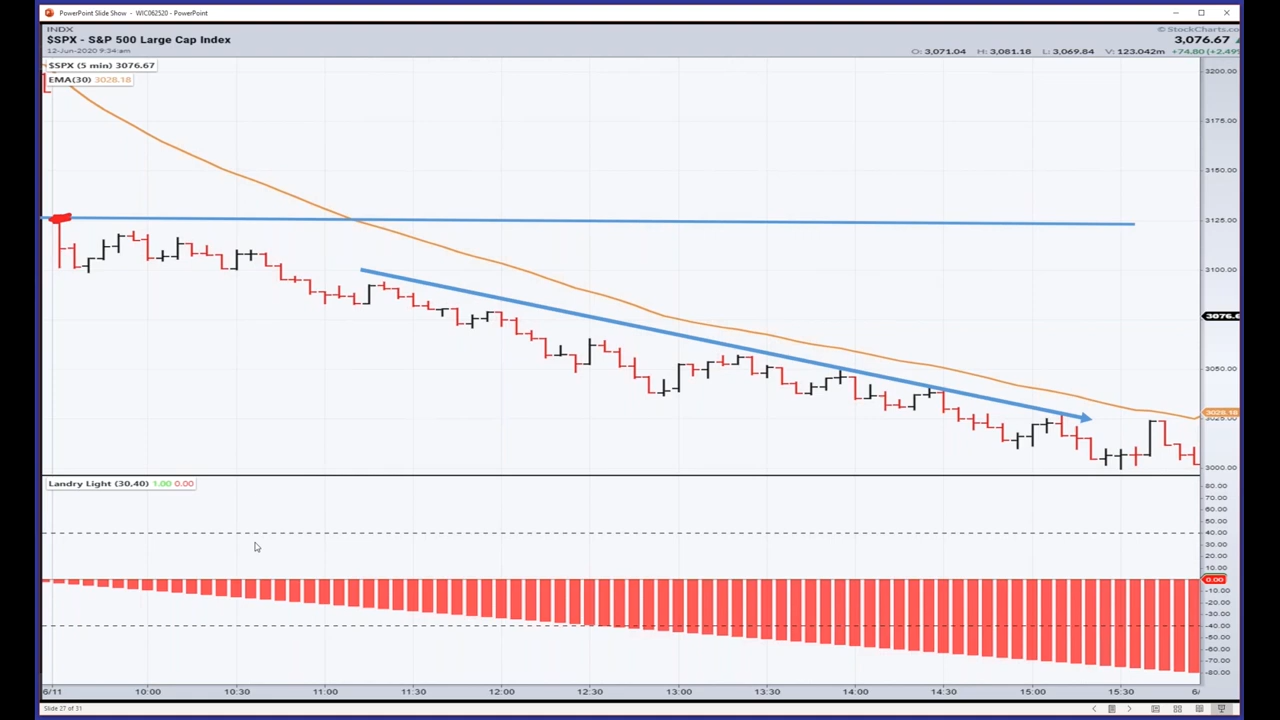 PowerPoint Slide Show - WIC062520 - PowerPoint
INDX
© StockCharts.c
$SPX - S&P 500 Large Cap Index
3,076.67
12-Jun-2020 9:34am
O: 3,071.04 H: 3,081.18 L: 3,069.84 V: 123.042m +74.80 (+2.49%
$SPX (5 min) 3076.67
EMA(30) 3028.18
3200.00
3175.00
3150.00
3125.00
3100.00
3076.6
3050.00
3028.18
3025.00
3000.00
Landry Light (30,40) 1.00 0.00
80.00
70.00
60.00
50.00
40.00
30.00
20.00
10.00
0.00
-10.00
-20.00
-30.00
-40.00
-50.00
-60.00
-70.00
-80.00
6/11 10:00 10:30 11:00 11:30 12:00 12:30 13:00 13:30 14:00 14:30 15:00 15:30 6/
Slide 27 of 31